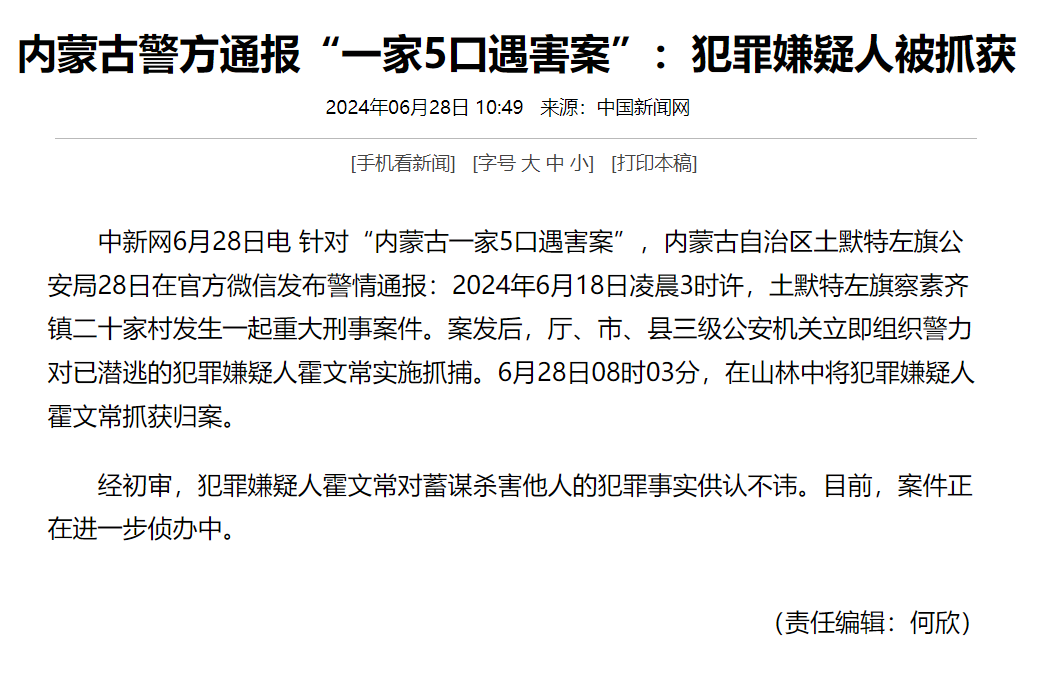 内蒙古警方通报“一家5口遇害案”：犯罪嫌疑人被抓获
2024年06月28日 10:49 来源：中国新闻网
[手机看新闻] [字号 大 中 小] [打印本稿]
中新网6月28日电 针对“内蒙古一家5口遇害案”，内蒙古自治区土默特左旗公
安局28日在官方微信发布警情通报：2024年6月18日凌晨3时许，土默特左旗察素齐
镇二十家村发生一起重大刑事案件。案发后，厅、市、县三级公安机关立即组织警力
对已潜逃的犯罪嫌疑人霍文常实施抓捕。6月28日08时03分，在山林中将犯罪嫌疑人
霍文常抓获归案。
经初审，犯罪嫌疑人霍文常对蓄谋杀害他人的犯罪事实供认不讳。目前，案件正
在进一步侦办中。
（责任编辑：何欣）